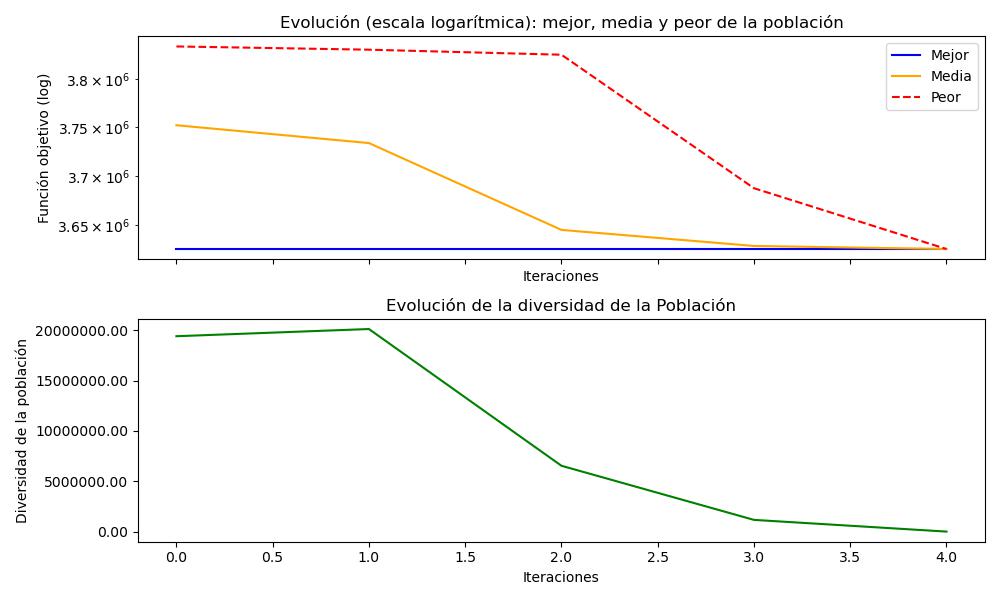 Evolución (escala logarítmica): mejor, media y peor de la población
Función objetivo (log)
3.8 × 10⁶
3.75 × 10⁶
3.7 × 10⁶
3.65 × 10⁶
Mejor
Media
Peor
Iteraciones
Evolución de la diversidad de la Población
Diversidad de la población
20000000.00
15000000.00
10000000.00
5000000.00
0.00
0.0 0.5 1.0 1.5 2.0 2.5 3.0 3.5 4.0
Iteraciones